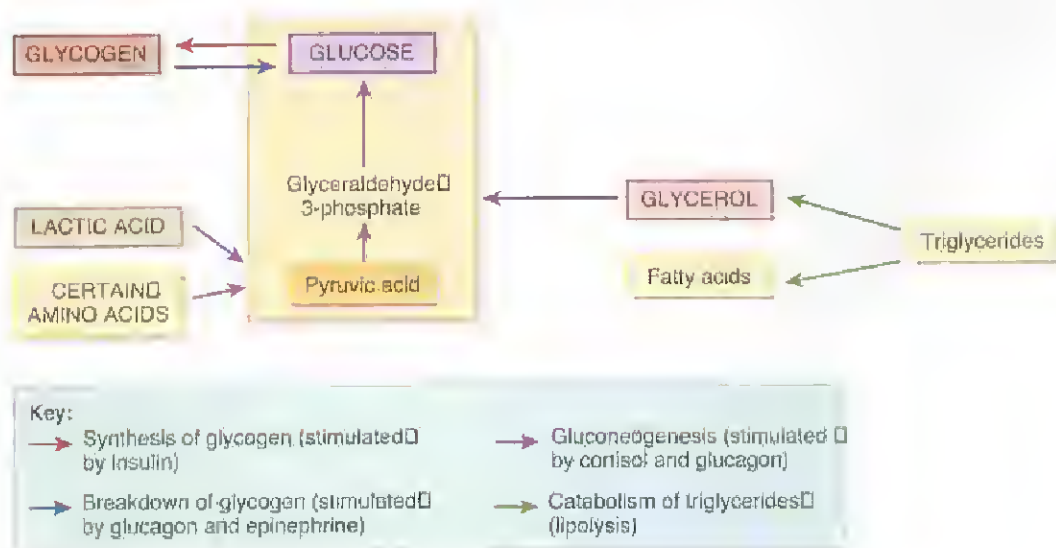 GLYCOGEN
GLUCOSE
Glyceraldehyde
3-phosphate
GLYCEROL
LACTIC ACID
Triglycerides
CERTAIN
AMINO ACIDS
Pyruvic acid
Fatty acids
Key:
Synthesis of glycogen (stimulated
by insulin)
Breakdown of glycogen (stimulated
by glucagon and epinephrine)
Gluconeogenesis (stimulated
by cortisol and glucagon)
Catabolism of triglycerides
(lipolysis)